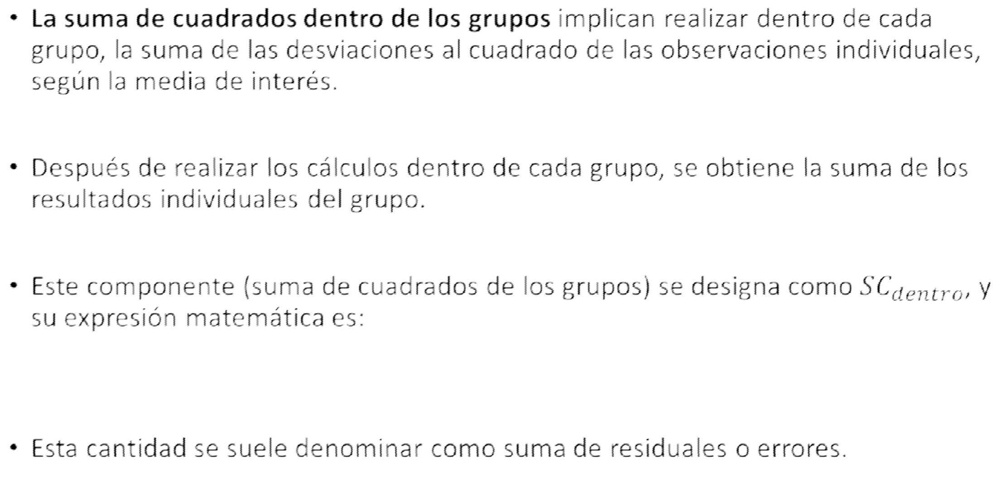 • La suma de cuadrados dentro de los grupos implican realizar dentro de cada
grupo, la suma de las desviaciones al cuadrado de las observaciones individuales,
según la media de interés.
• Después de realizar los cálculos dentro de cada grupo, se obtiene la suma de los
resultados individuales del grupo.
• Este componente (suma de cuadrados de los grupos) se designa como SC_dentro, y
su expresión matemática es:
• Esta cantidad se suele denominar como suma de residuales o errores.